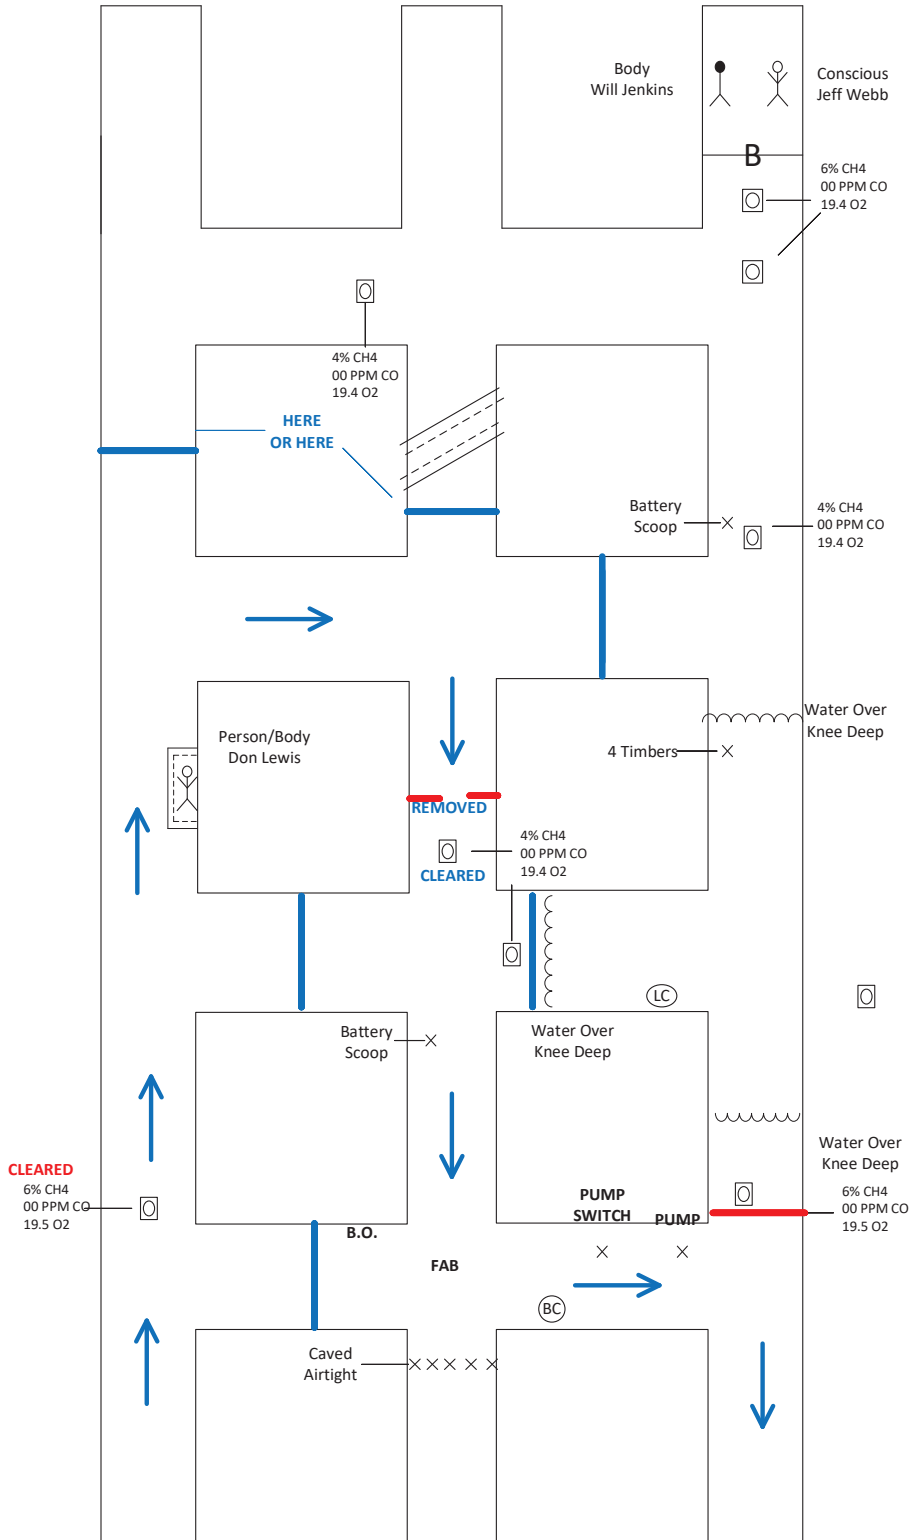 Body
Will Jenkins
Conscious
Jeff Webb
B
6% CH4
00 PPM CO
19.4 O2
4% CH4
00 PPM CO
19.4 O2
HERE
OR HERE
Battery
Scoop
4% CH4
00 PPM CO
19.4 O2
Person/Body
Don Lewis
Water Over
Knee Deep
4 Timbers
REMOVED
4% CH4
00 PPM CO
19.4 O2
CLEARED
LC
Battery
Scoop
Water Over
Knee Deep
Water Over
Knee Deep
CLEARED
6% CH4
00 PPM CO
19.5 O2
PUMP
SWITCH
PUMP
6% CH4
00 PPM CO
19.5 O2
B.O.
FAB
BC
Caved
Airtight